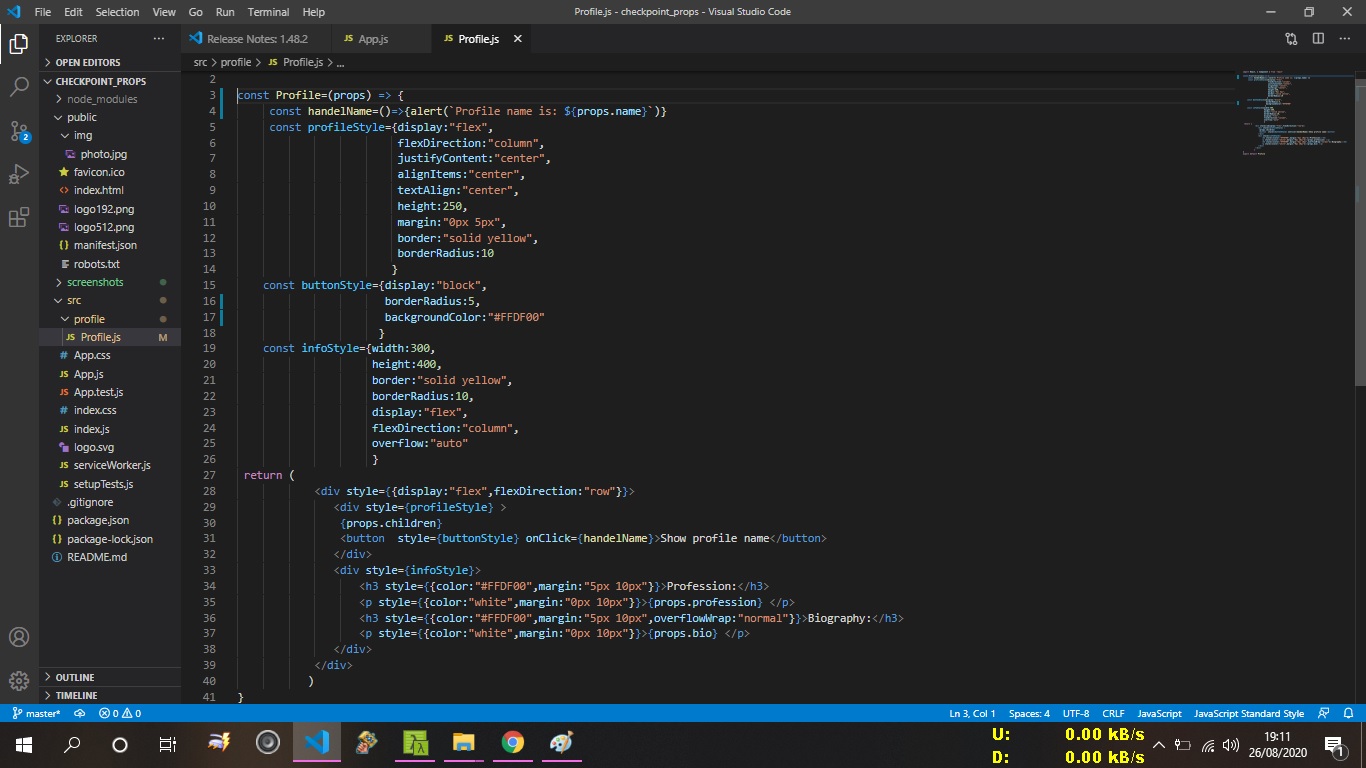 File Edit Selection View Go Run Terminal Help
Profile.js - checkpoint_props - Visual Studio Code
EXPLORER
Release Notes: 1.48.2
JS App.js
JS Profile.js
OPEN EDITORS
CHECKPOINT_PROPS
node_modules
public
img
photo.jpg
favicon.ico
index.html
logo192.png
logo512.png
{} manifest.json
robots.txt
screenshots
src
profile
JS Profile.js M
# App.css
JS App.js
JS App.test.js
# index.css
JS index.js
logo.svg
JS serviceWorker.js
JS setupTests.js
.gitignore
{} package.json
{} package-lock.json
README.md
OUTLINE
TIMELINE
2
src > profile > JS Profile.js > ...
2
3 const Profile=(props) => {
4 const handelName=()=>{alert(`Profile name is: ${props.name}`)}
5 const profileStyle={display:"flex",
6 flexDirection:"column",
7 justifyContent:"center",
8 alignItems:"center",
9 textAlign:"center",
10 height:250,
11 margin:"0px 5px",
12 border:"solid yellow",
13 borderRadius:10
14 }
15 const buttonStyle={display:"block",
16 borderRadius:5,
17 backgroundColor:"#FFDF00"
18 }
19 const infoStyle={width:300,
20 height:400,
21 border:"solid yellow",
22 borderRadius:10,
23 display:"flex",
24 flexDirection:"column",
25 overflow:"auto"
26 }
27 return (
28 <div style={{display:"flex",flexDirection:"row"}}>
29 <div style={profileStyle} >
30 {props.children}
31 <button  style={buttonStyle} onClick={handelName}>Show profile name</button>
32 </div>
33 <div style={infoStyle}>
34 <h3 style={{color:"#FFDF00",margin:"5px 10px"}}>Profession:</h3>
35 <p style={{color:"white",margin:"0px 10px"}}>{props.profession} </p>
36 <h3 style={{color:"#FFDF00",margin:"5px 10px",overflowWrap:"normal"}}>Biography:</h3>
37 <p style={{color:"white",margin:"0px 10px"}}>{props.bio} </p>
38 </div>
39 </div>
40 )
41 }
master* 0 0
Ln 3, Col 1 Spaces: 4 UTF-8 CRLF JavaScript JavaScript Standard Style
U: 0.00 kB/s
D: 0.00 kB/s
19:11
26/08/2020
1